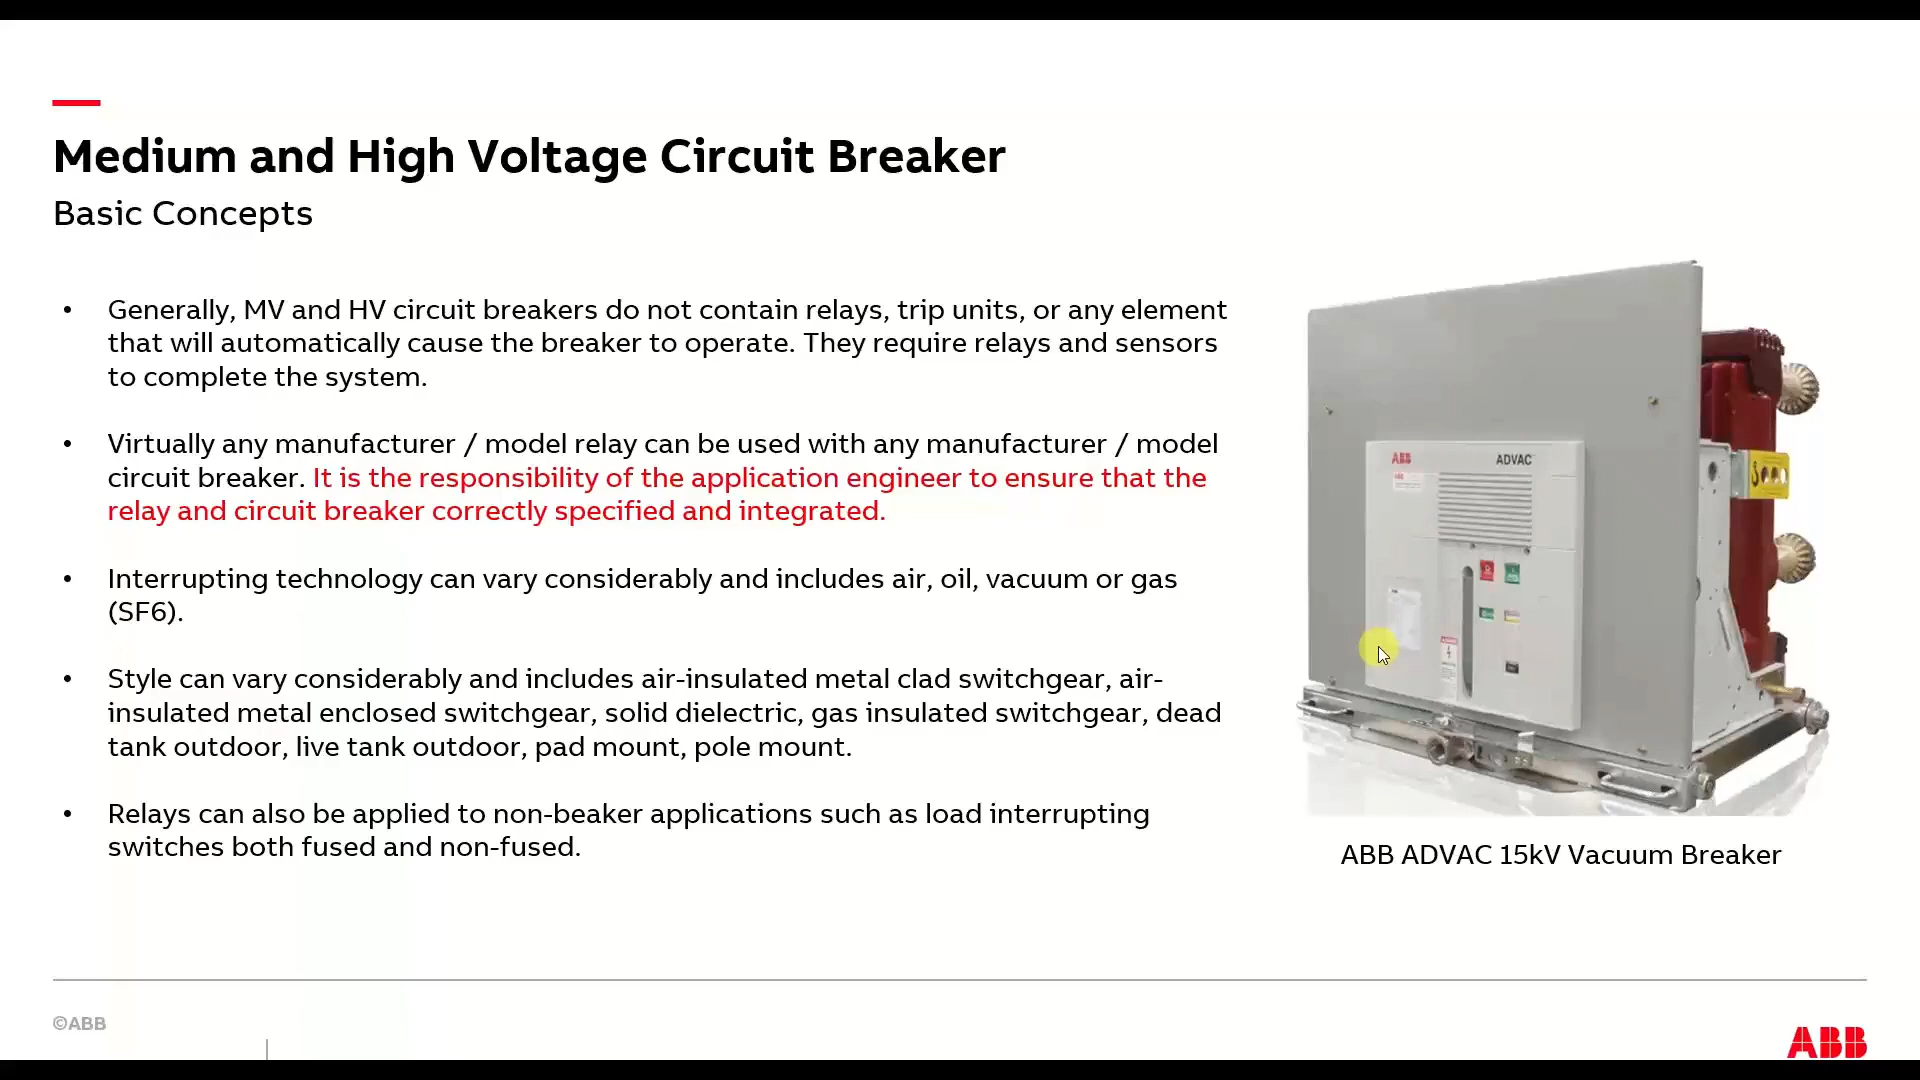 Medium and High Voltage Circuit Breaker
Basic Concepts
• Generally, MV and HV circuit breakers do not contain relays, trip units, or any element
that will automatically cause the breaker to operate. They require relays and sensors
to complete the system.
• Virtually any manufacturer / model relay can be used with any manufacturer / model
circuit breaker. It is the responsibility of the application engineer to ensure that the
relay and circuit breaker correctly specified and integrated.
• Interrupting technology can vary considerably and includes air, oil, vacuum or gas
(SF6).
• Style can vary considerably and includes air-insulated metal clad switchgear, air-
insulated metal enclosed switchgear, solid dielectric, gas insulated switchgear, dead
tank outdoor, live tank outdoor, pad mount, pole mount.
• Relays can also be applied to non-beaker applications such as load interrupting
switches both fused and non-fused.
ABB ADVAC
ABB ADVAC 15kV Vacuum Breaker
©ABB
ABB